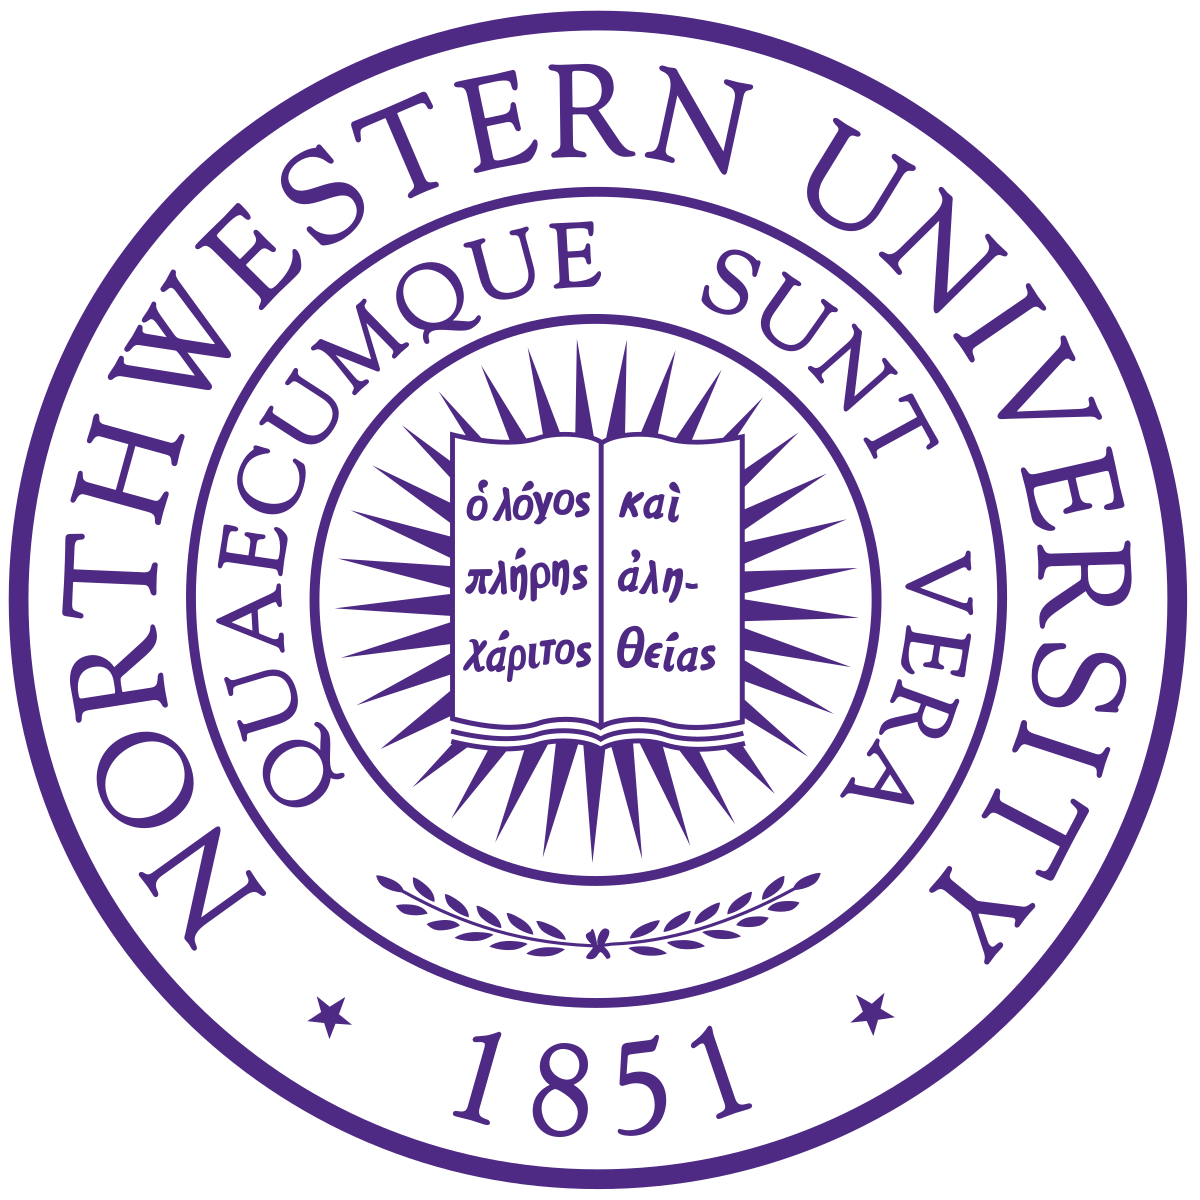 NORTHWESTERN UNIVERSITY
QUAECUMQUE SUNT VERA
ὁ λόγος
πλήρης
χάριτος
καὶ
ἀλη-
θείας
1851